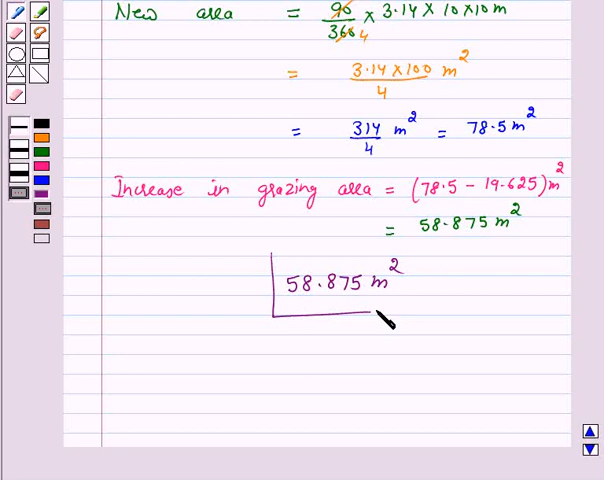 New area = 90/360 4 × 3.14 × 10 × 10 m
= 3.14 × 100/4 m²
= 314/4 m² = 78.5 m²
Increase in grazing area = (78.5 - 19.625) m²
= 58.875 m²
58.875 m²